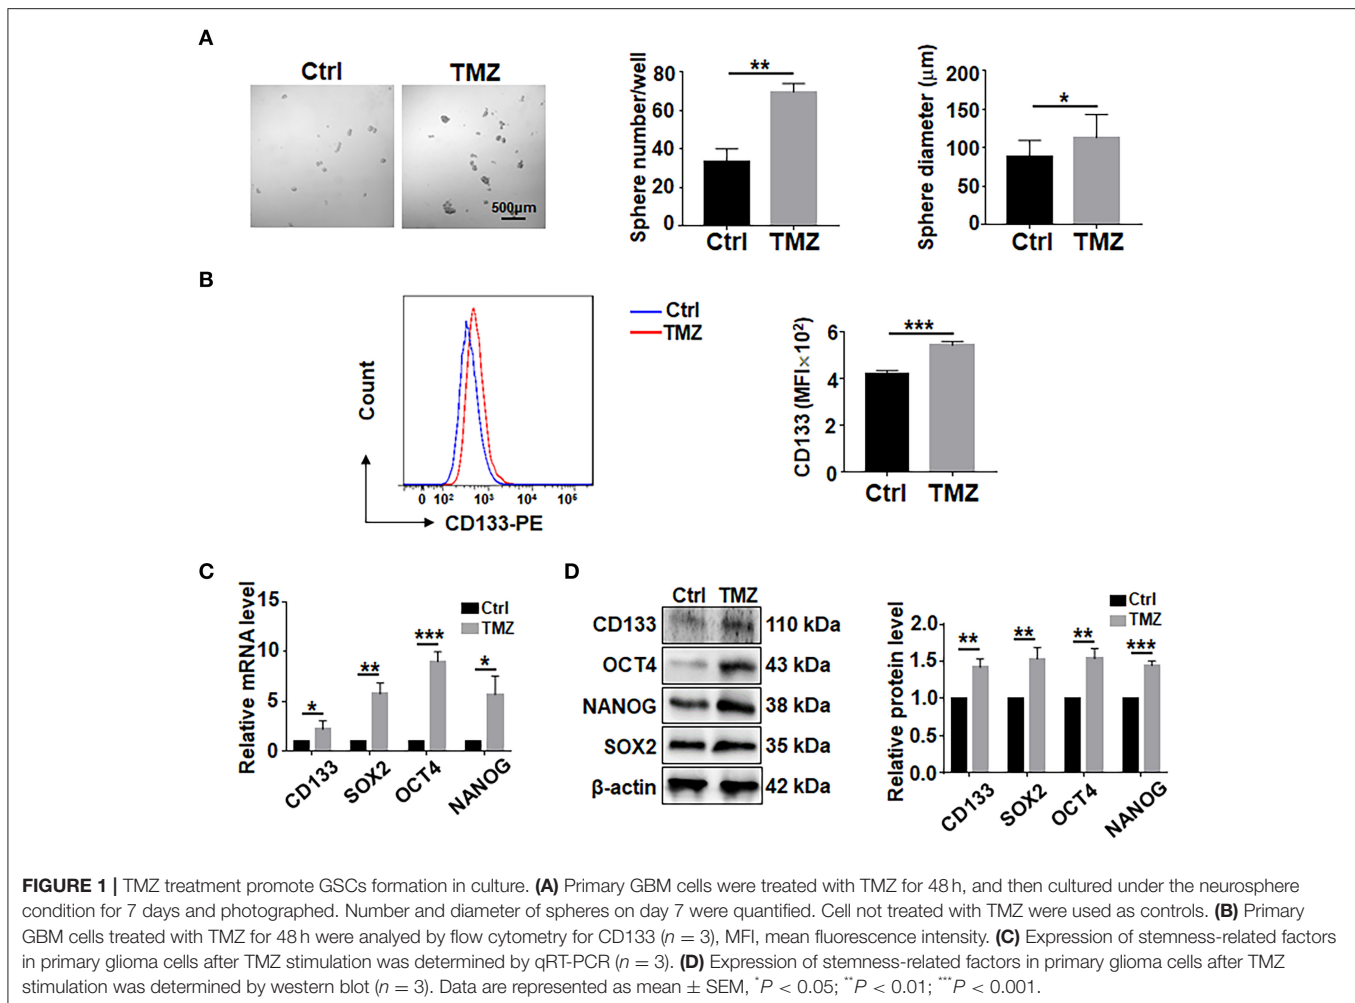 A
Ctrl
TMZ
500µm
Sphere number/well
80
60
40
20
0
**
Ctrl TMZ
Sphere diameter (µm)
200
150
100
50
0
*
Ctrl TMZ
B
Count
0 10² 10³ 10⁴ 10⁵
CD133-PE
Ctrl
TMZ
CD133 (MFI×10²)
6
4
2
0
***
Ctrl TMZ
C
Relative mRNA level
15
10
5
0
Ctrl
TMZ
* ** *** *
CD133 SOX2 OCT4 NANOG
D
Ctrl TMZ
CD133 110 kDa
OCT4 43 kDa
NANOG 38 kDa
SOX2 35 kDa
β-actin 42 kDa
Relative protein level
2.0
1.5
1.0
0.5
0.0
Ctrl
TMZ
** ** ** ***
CD133 SOX2 OCT4 NANOG
FIGURE 1 | TMZ treatment promote GSCs formation in culture. (A) Primary GBM cells were treated with TMZ for 48 h, and then cultured under the neurosphere
condition for 7 days and photographed. Number and diameter of spheres on day 7 were quantified. Cell not treated with TMZ were used as controls. (B) Primary
GBM cells treated with TMZ for 48 h were analyed by flow cytometry for CD133 (n = 3), MFI, mean fluorescence intensity. (C) Expression of stemness-related factors
in primary glioma cells after TMZ stimulation was determined by qRT-PCR (n = 3). (D) Expression of stemness-related factors in primary glioma cells after TMZ
stimulation was determined by western blot (n = 3). Data are represented as mean ± SEM, *P < 0.05; **P < 0.01; ***P < 0.001.